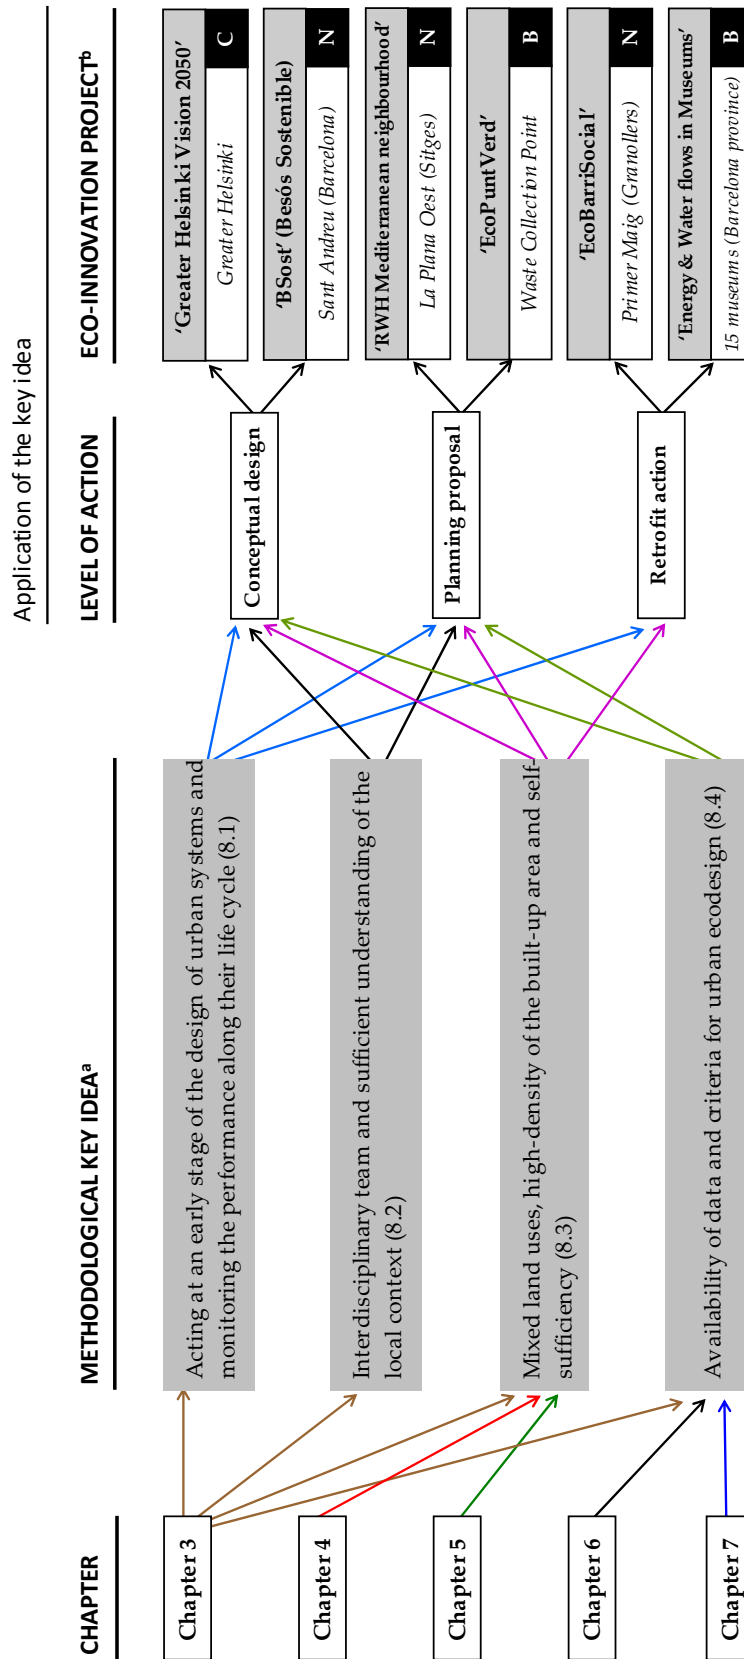 Application of the key idea
CHAPTER
METHODOLOGICAL KEY IDEAᵃ
LEVEL OF ACTION
ECO-INNOVATION PROJECTᵇ
Chapter 3
Chapter 4
Chapter 5
Chapter 6
Chapter 7
Acting at an early stage of the design of urban systems and
monitoring the performance along their life cycle (8.1)
Interdisciplinary team and sufficient understanding of the
local context (8.2)
Mixed land uses, high-density of the built-up area and self-
sufficiency (8.3)
Availability of data and criteria for urban ecodesign (8.4)
Conceptual design
Planning proposal
Retrofit action
‘Greater Helsinki Vision 2050’
Greater Helsinki
C
‘BSost’ (Besós Sostenible)
Sant Andreu (Barcelona)
N
‘RWH Mediterranean neighbourhood’
La Plana Oest (Sitges)
N
‘EcoPuntVerd’
Waste Collection Point
B
‘EcoBarriSocial’
Primer Maig (Granollers)
N
‘Energy & Water flows in Museums’
15 museums (Barcelona province)
B